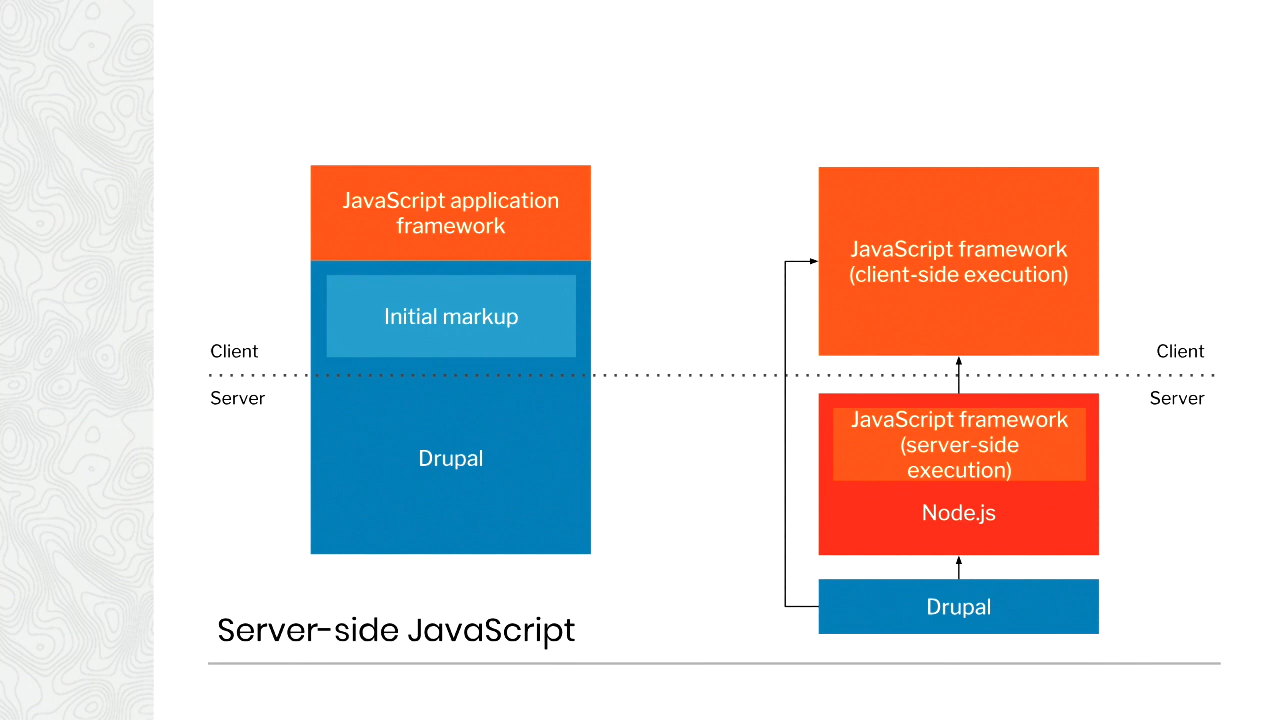 JavaScript application
framework
Initial markup
Drupal
Client
Server
JavaScript framework
(client-side execution)
JavaScript framework
(server-side
execution)
Node.js
Drupal
Client
Server
Server-side JavaScript